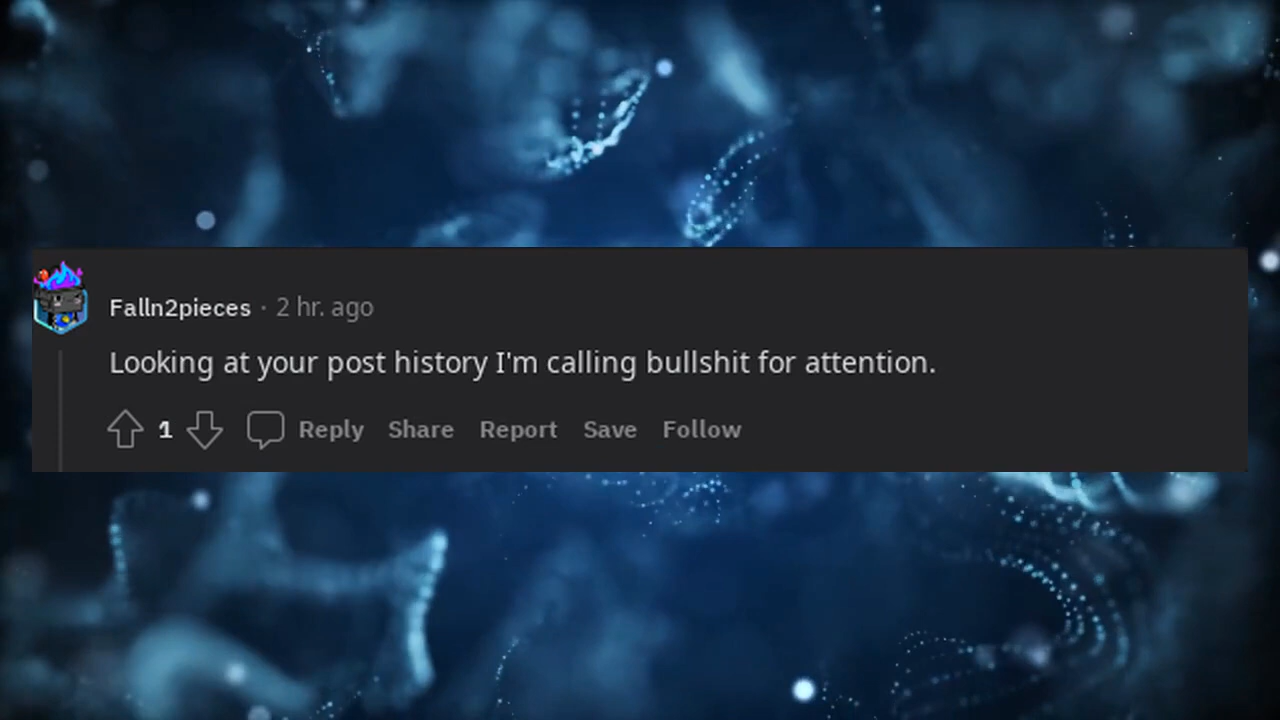 Falln2pieces · 2 hr. ago
Looking at your post history I'm calling bullshit for attention.
1 Reply Share Report Save Follow